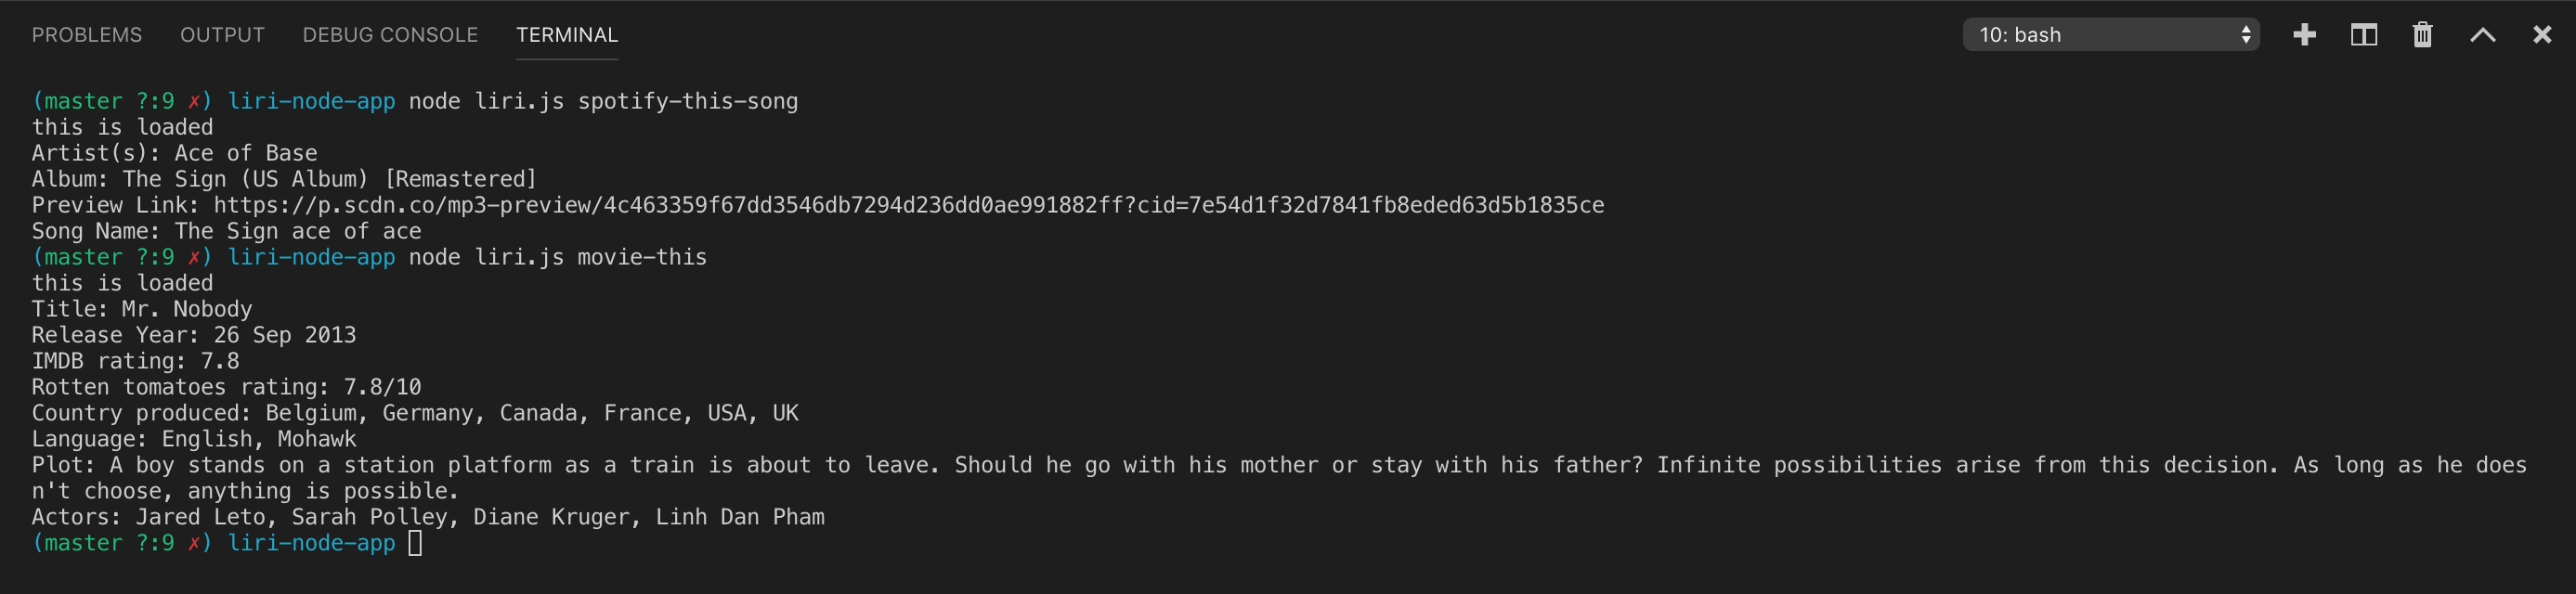 PROBLEMS OUTPUT DEBUG CONSOLE TERMINAL 10: bash
(master ?:9 ✗) liri-node-app node liri.js spotify-this-song
this is loaded
Artist(s): Ace of Base
Album: The Sign (US Album) [Remastered]
Preview Link: https://p.scdn.co/mp3-preview/4c463359f67dd3546db7294d236dd0ae991882ff?cid=7e54d1f32d7841fb8eded63d5b1835ce
Song Name: The Sign ace of ace
(master ?:9 ✗) liri-node-app node liri.js movie-this
this is loaded
Title: Mr. Nobody
Release Year: 26 Sep 2013
IMDB rating: 7.8
Rotten tomatoes rating: 7.8/10
Country produced: Belgium, Germany, Canada, France, USA, UK
Language: English, Mohawk
Plot: A boy stands on a station platform as a train is about to leave. Should he go with his mother or stay with his father? Infinite possibilities arise from this decision. As long as he does
n't choose, anything is possible.
Actors: Jared Leto, Sarah Polley, Diane Kruger, Linh Dan Pham
(master ?:9 ✗) liri-node-app